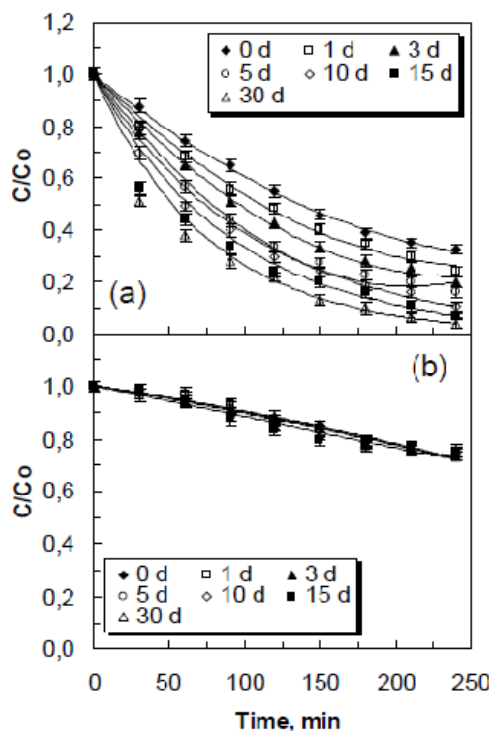 1,2
1,0
0,8
0,6
0,4
0,2
0,0
C/Co
0 d 1 d 3 d
5 d 10 d 15 d
30 d
(a)
(b)
1,0
0,8
0,6
0,4
0,2
0,0
C/Co
0 d 1 d 3 d
5 d 10 d 15 d
30 d
0 50 100 150 200 250
Time, min